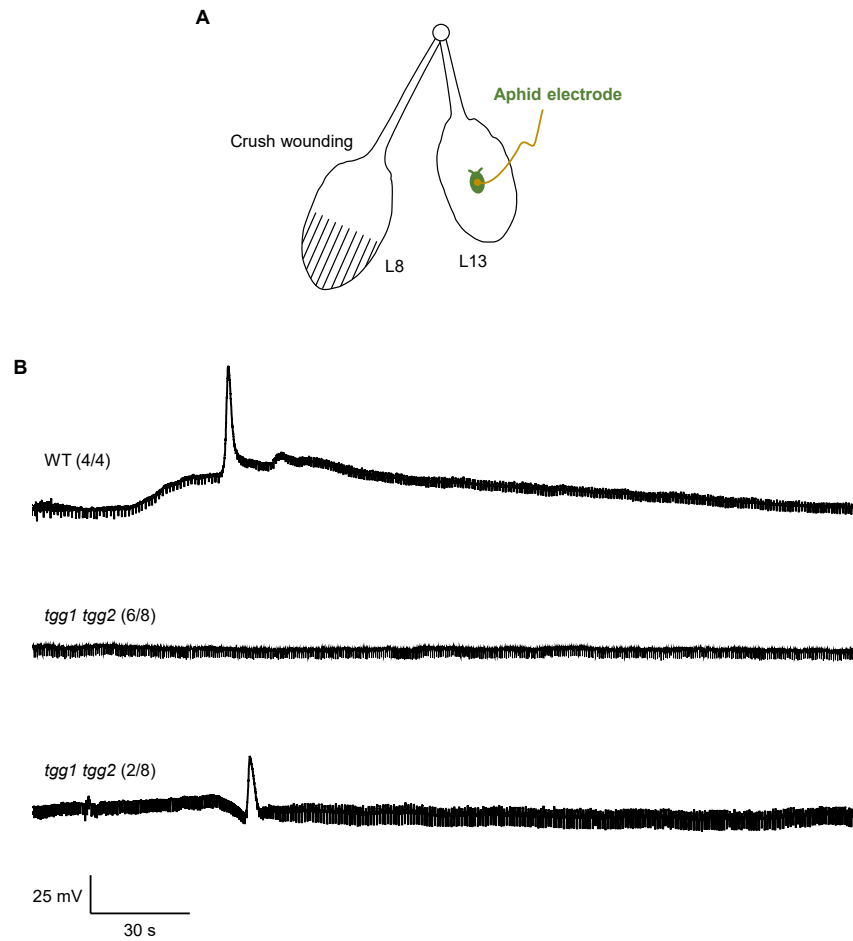 A
Aphid electrode
Crush wounding
L8
L13
B
WT (4/4)
tgg1 tgg2 (6/8)
tgg1 tgg2 (2/8)
25 mV
30 s